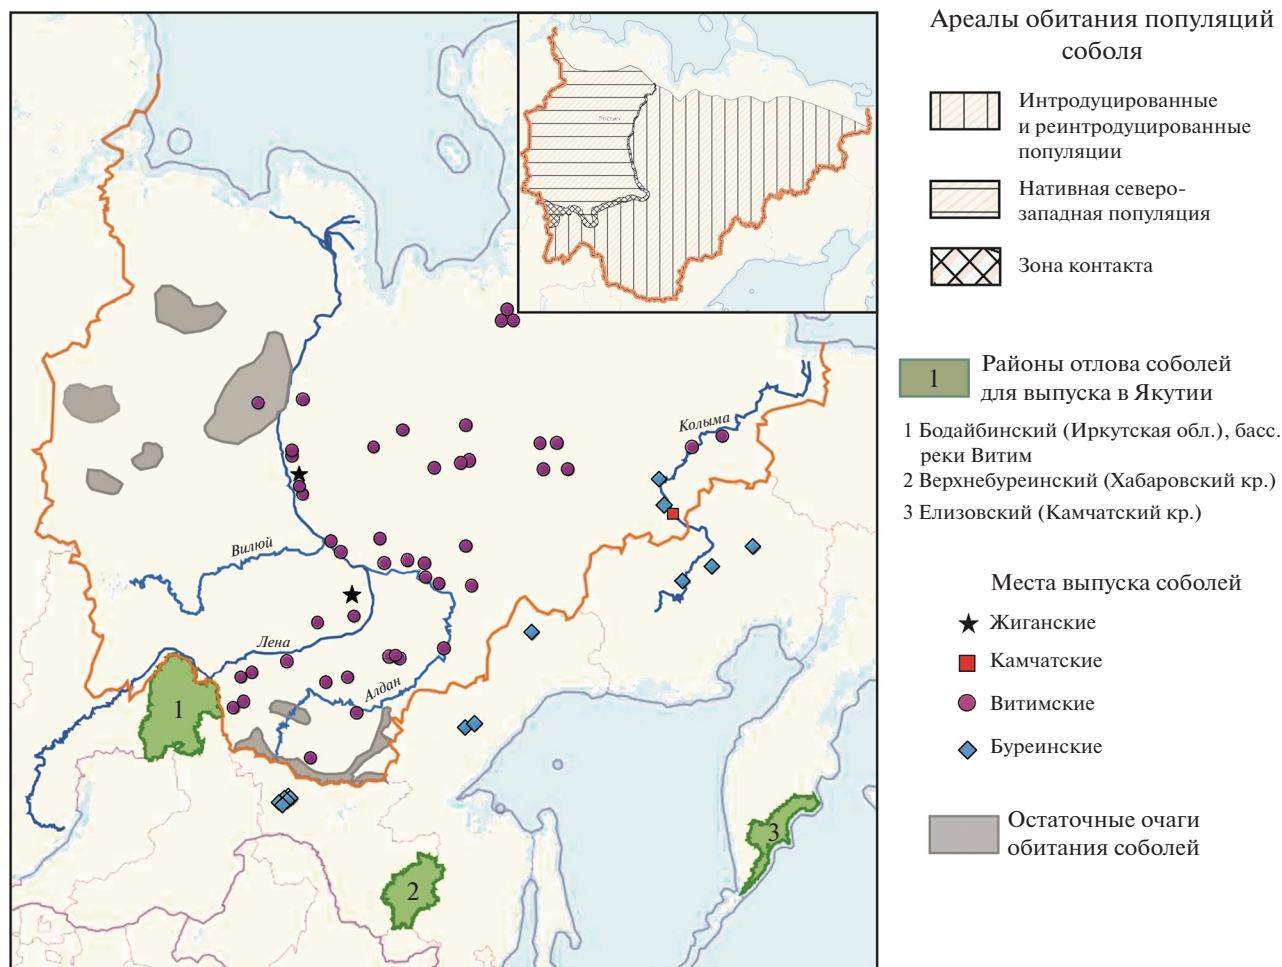 Ареалы обитания популяций
соболя
Интродуцированные
и реинтродуцированные
популяции
Нативная северо-
западная популяция
Зона контакта
1
Районы отлова соболей
для выпуска в Якутии
1 Бодайбинский (Иркутская обл.), басс.
реки Витим
2 Верхнебуреинский (Хабаровский кр.)
3 Елизовский (Камчатский кр.)
Места выпуска соболей
Жиганские
Камчатские
Витимские
Буреинские
Остаточные очаги
обитания соболей
Колыма
Вилюй
Лена
Алдан
1
2
3